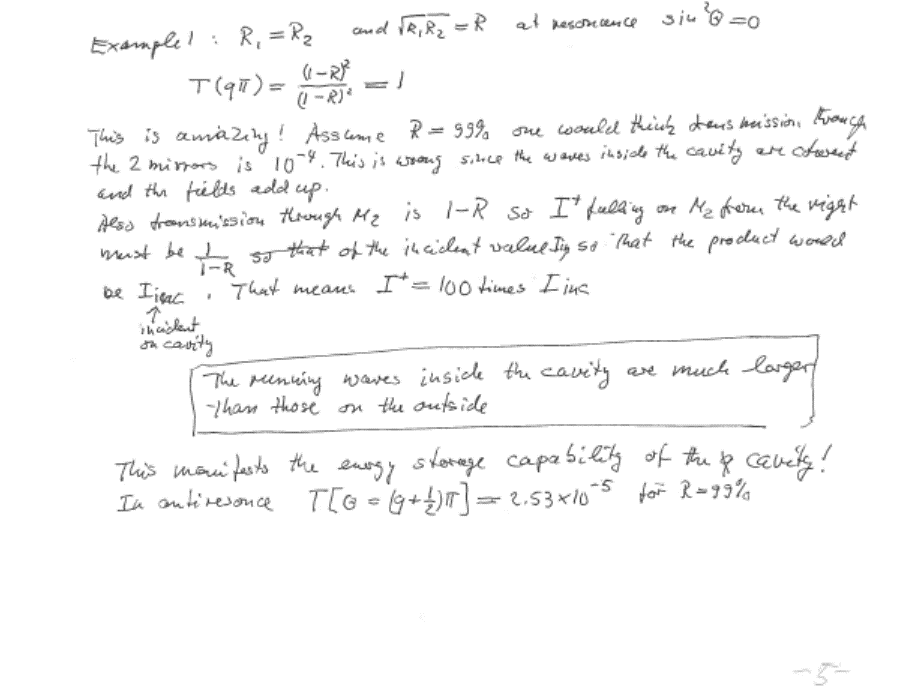 Example 1 : R₁ = R₂ and √R₁R₂ = R at resonance sin²Θ = 0
T(qπ) = (1-R)² / (1-R)² = 1
This is amazing! Assume R = 99% one would think transmission through
the 2 mirrors is 10⁻⁴. This is wrong since the waves inside the cavity are coherent
and the fields add up.
Also transmission through M₂ is 1-R so I⁺ falling on M₂ from the right
must be 1/(1-R) so that of the incident value Iin so that the product would
be Iinc. That means I⁺ = 100 times Iinc
↑
incident
on cavity
The running waves inside the cavity are much larger
than those on the outside
This manifests the energy storage capability of the cavity!
In antiresonce T[Θ = (q+½)π] = 2.53×10⁻⁵ for R=99%
-5-